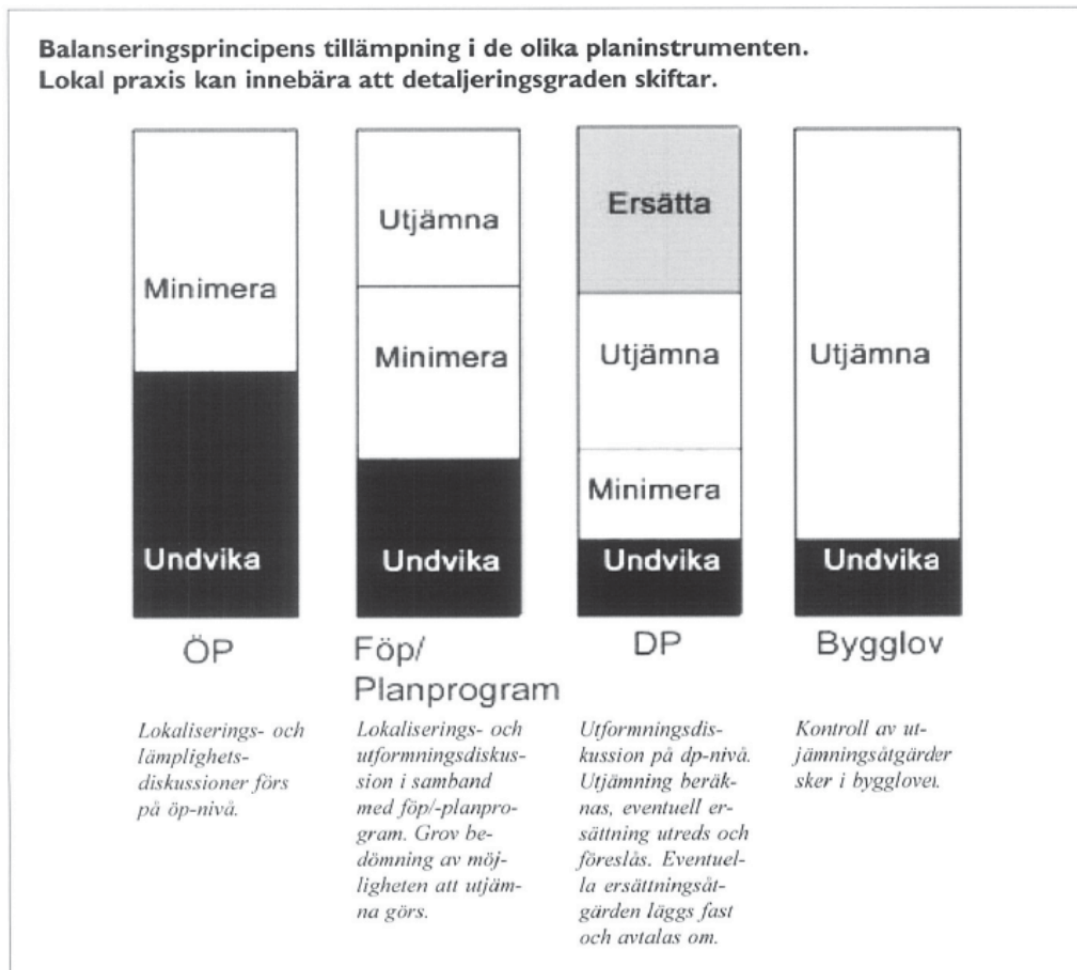 Balanseringsprincipens tillämpning i de olika planinstrumenten.
Lokal praxis kan innebära att detaljeringsgraden skiftar.
Minimera
Undvika
ÖP
Lokaliserings- och
lämplighets-
diskussioner förs
på öp-nivå.
Utjämna
Minimera
Undvika
Föp/
Planprogram
Lokaliserings- och
utformningsdiskus-
sion i samband
med föp/-planpro-
gram. Grov be-
dömning av möj-
ligheten att utjäm-
na görs.
Ersätta
Utjämna
Minimera
Undvika
DP
Utformningsdis-
kussion på dp-nivå.
Utjämning beräk-
nas, eventuell er-
sättning utreds och
föreslås. Eventuel-
la ersättningsåt-
gärden läggs fast
och avtalas om.
Utjämna
Undvika
Bygglov
Kontroll av ut-
jämningsåtgärder
sker i bygglovet.